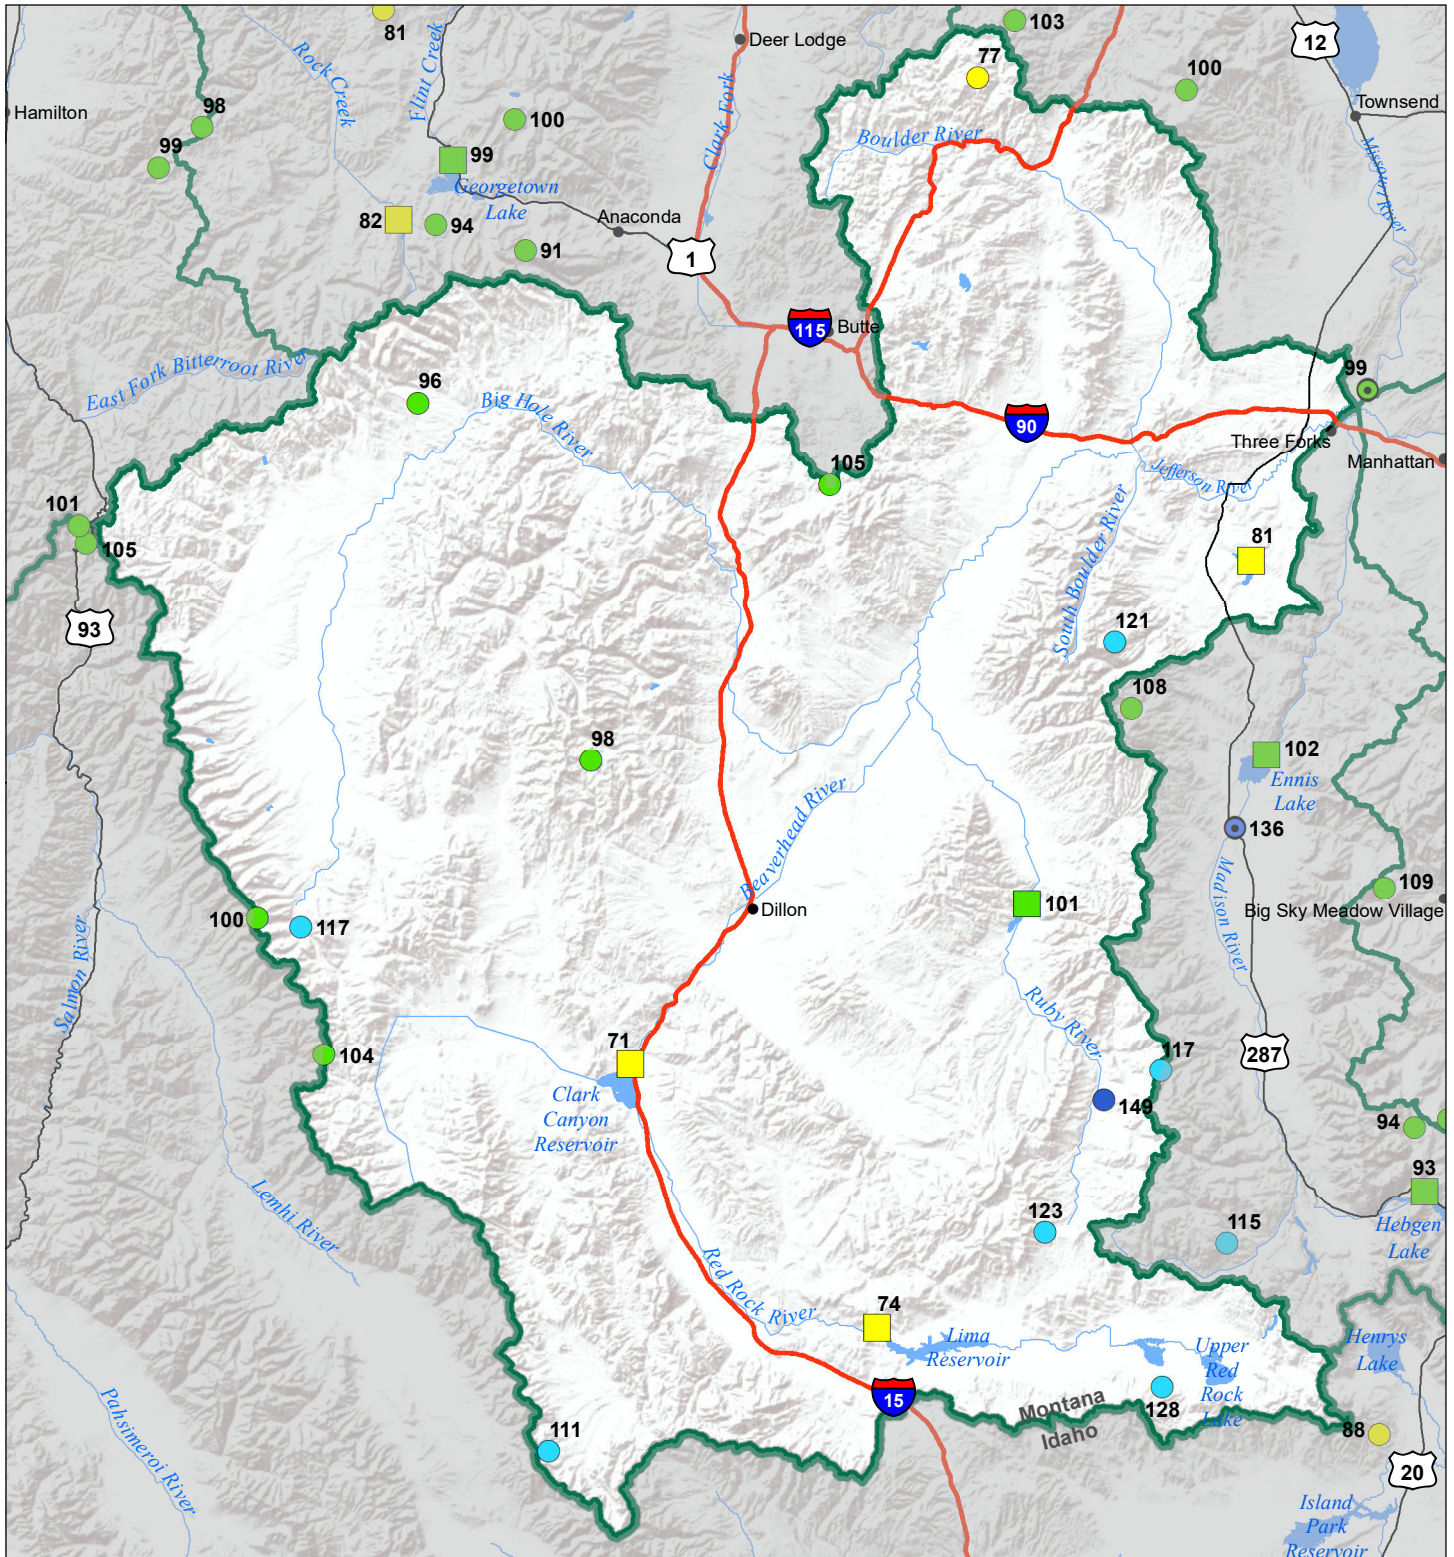 81
103
12
Deer Lodge
77
100
Rock Creek
Flint Creek
Clark Fork
Townsend
Hamilton
98
100
Boulder River
Missouri River
99
99
Georgetown
Lake
82
94
Anaconda
91
1
115
Butte
East Fork Bitterroot River
99
96
Big Hole River
90
Three Forks
Manhattan
105
Jefferson River
101
105
South Boulder River
81
93
121
108
98
102
Ennis
Lake
Beaverhead River
136
Madison River
109
101
Dillon
Big Sky Meadow Village
100
117
Salmon River
Ruby River
71
104
117
287
Clark
Canyon
Reservoir
149
94
93
Lemhi River
123
115
Hebgen
Lake
Red Rock River
74
Lima
Reservoir
Upper
Red
Rock
Lake
Henrys
Lake
15
Montana
Idaho
128
Pahsimeroi River
111
88
20
Island
Park
Reservoir